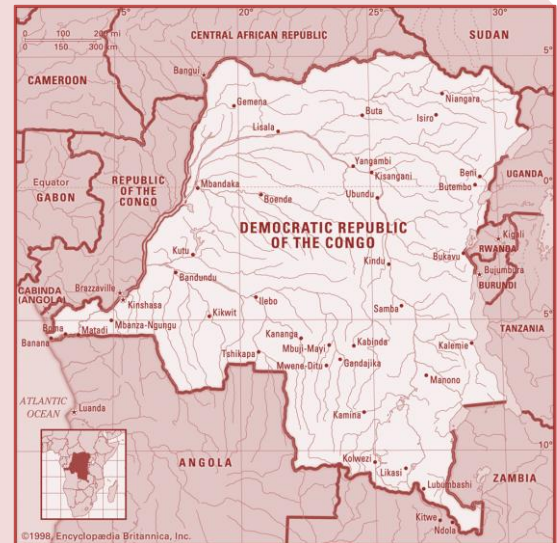 15° 20° 25° 30°
0 100 200 mi
0 150 300 km
CENTRAL AFRICAN REPUBLIC
SUDAN
5°
CAMEROON
Bangui
Gemena
Niangara
Buta
Isiro
Lisala
Yangambi
Kisangani
Beni
UGANDA
0°
Equator
GABON
REPUBLIC
OF THE
CONGO
Mbandaka
Boende
Ubundu
Butembo
DEMOCRATIC REPUBLIC
OF THE CONGO
Kigali
RWANDA
Kutu
Kindu
Bukavu
Bujumbura
BURUNDI
Bandundu
CABINDA
(ANGOLA)
Brazzaville
Kinshasa
Ilebo
Samba
5°
TANZANIA
Boma
Matadi
Mbanza-Ngungu
Kikwit
Banana
Kananga
Kabinda
Kalemie
Mbuji-Mayi
Tshikapa
Gandajika
Mwene-Ditu
Manono
ATLANTIC
OCEAN
Luanda
Kamina
ANGOLA
10°
Kolwezi
Likasi
ZAMBIA
Lubumbashi
Kitwe
Ndola
©1998, Encyclopædia Britannica, Inc.